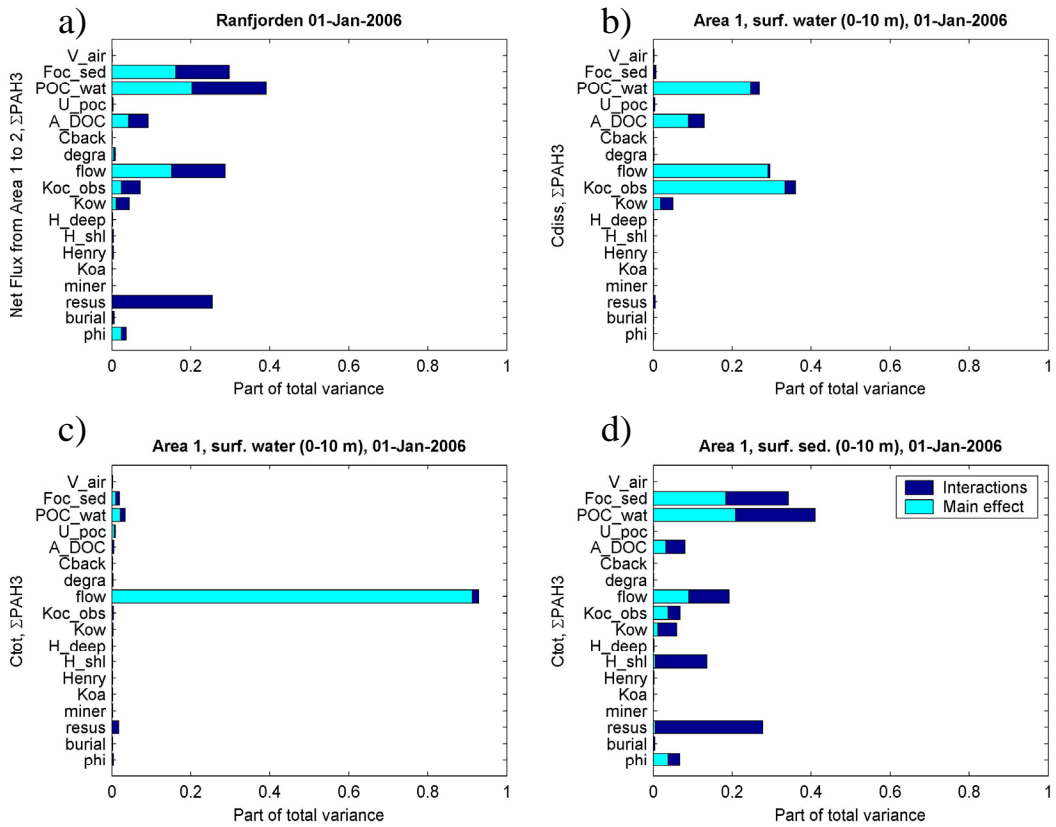 a)
Ranfjorden 01-Jan-2006
Net Flux from Area 1 to 2, ΣPAH3
V_air
Foc_sed
POC_wat
U_poc
A_DOC
Cback
degra
flow
Koc_obs
Kow
H_deep
H_shl
Henry
Koa
miner
resus
burial
phi
0 0.2 0.4 0.6 0.8 1
Part of total variance
b)
Area 1, surf. water (0-10 m), 01-Jan-2006
Cdiss, ΣPAH3
V_air
Foc_sed
POC_wat
U_poc
A_DOC
Cback
degra
flow
Koc_obs
Kow
H_deep
H_shl
Henry
Koa
miner
resus
burial
phi
0 0.2 0.4 0.6 0.8 1
Part of total variance
c)
Area 1, surf. water (0-10 m), 01-Jan-2006
Ctot, ΣPAH3
V_air
Foc_sed
POC_wat
U_poc
A_DOC
Cback
degra
flow
Koc_obs
Kow
H_deep
H_shl
Henry
Koa
miner
resus
burial
phi
0 0.2 0.4 0.6 0.8 1
Part of total variance
d)
Area 1, surf. sed. (0-10 m), 01-Jan-2006
Ctot, ΣPAH3
V_air
Foc_sed
POC_wat
U_poc
A_DOC
Cback
degra
flow
Koc_obs
Kow
H_deep
H_shl
Henry
Koa
miner
resus
burial
phi
Interactions
Main effect
0 0.2 0.4 0.6 0.8 1
Part of total variance